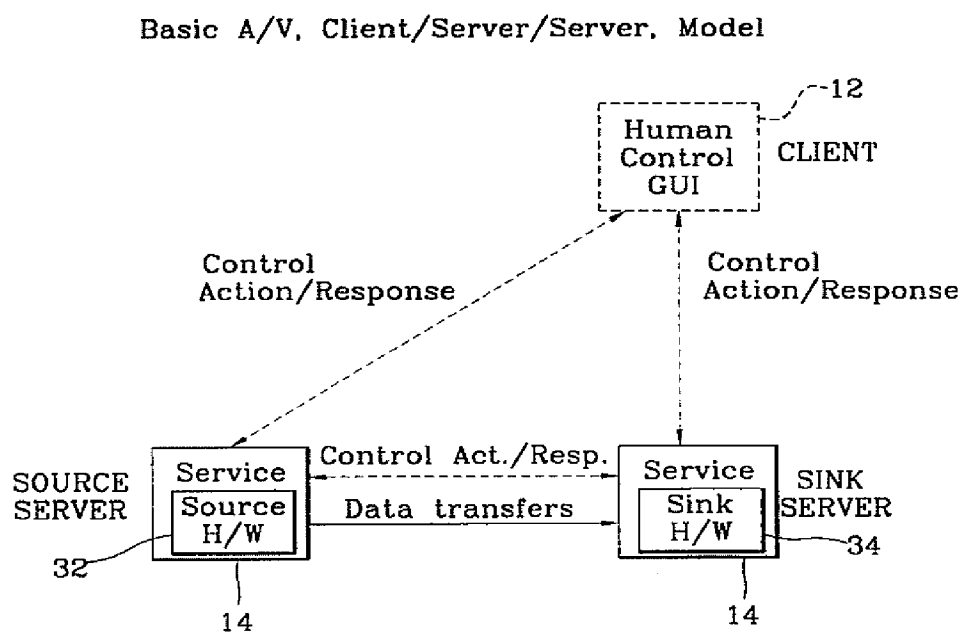 Basic A/V, Client/Server/Server, Model
12
Human
Control
GUI
CLIENT
Control
Action/Response
Control
Action/Response
SOURCE
SERVER
Service
Source
H/W
Control Act./Resp.
Data transfers
Service
Sink
H/W
SINK
SERVER
32
34
14
14